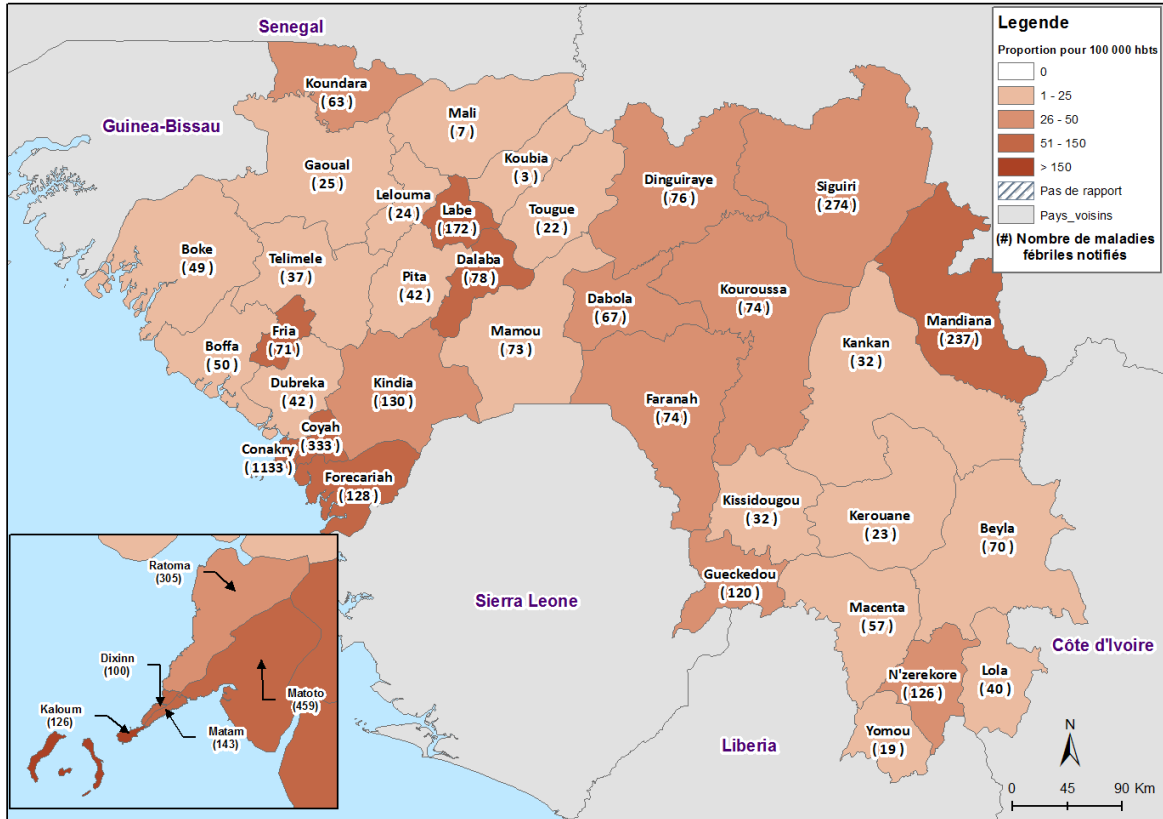 Senegal
Legende
Proportion pour 100 000 hbts
0
1 - 25
26 - 50
51 - 150
> 150
Pas de rapport
Pays_voisins
(#) Nombre de maladies
fébriles notifiés
Koundara
( 63 )
Guinea-Bissau
Mali
( 7 )
Koubia
( 3 )
Gaoual
( 25 )
Lelouma
( 24 )
Labe
( 172 )
Tougue
( 22 )
Dinguiraye
( 76 )
Siguiri
( 274 )
Boke
( 49 )
Telimele
( 37 )
Pita
( 42 )
Dalaba
( 78 )
Dabola
( 67 )
Kouroussa
( 74 )
Mandiana
( 237 )
Fria
( 71 )
Boffa
( 50 )
Mamou
( 73 )
Kankan
( 32 )
Dubreka
( 42 )
Kindia
( 130 )
Faranah
( 74 )
Coyah
( 333 )
Conakry
( 1133 )
Forecariah
( 128 )
Kissidougou
( 32 )
Kerouane
( 23 )
Beyla
( 70 )
Gueckedou
( 120 )
Sierra Leone
Macenta
( 57 )
Côte d'Ivoire
N'zerekore
( 126 )
Lola
( 40 )
Yomou
( 19 )
Liberia
N
0 45 90 Km
Ratoma
(305)
Dixinn
(100)
Kaloum
(126)
Matam
(143)
Matoto
(459)